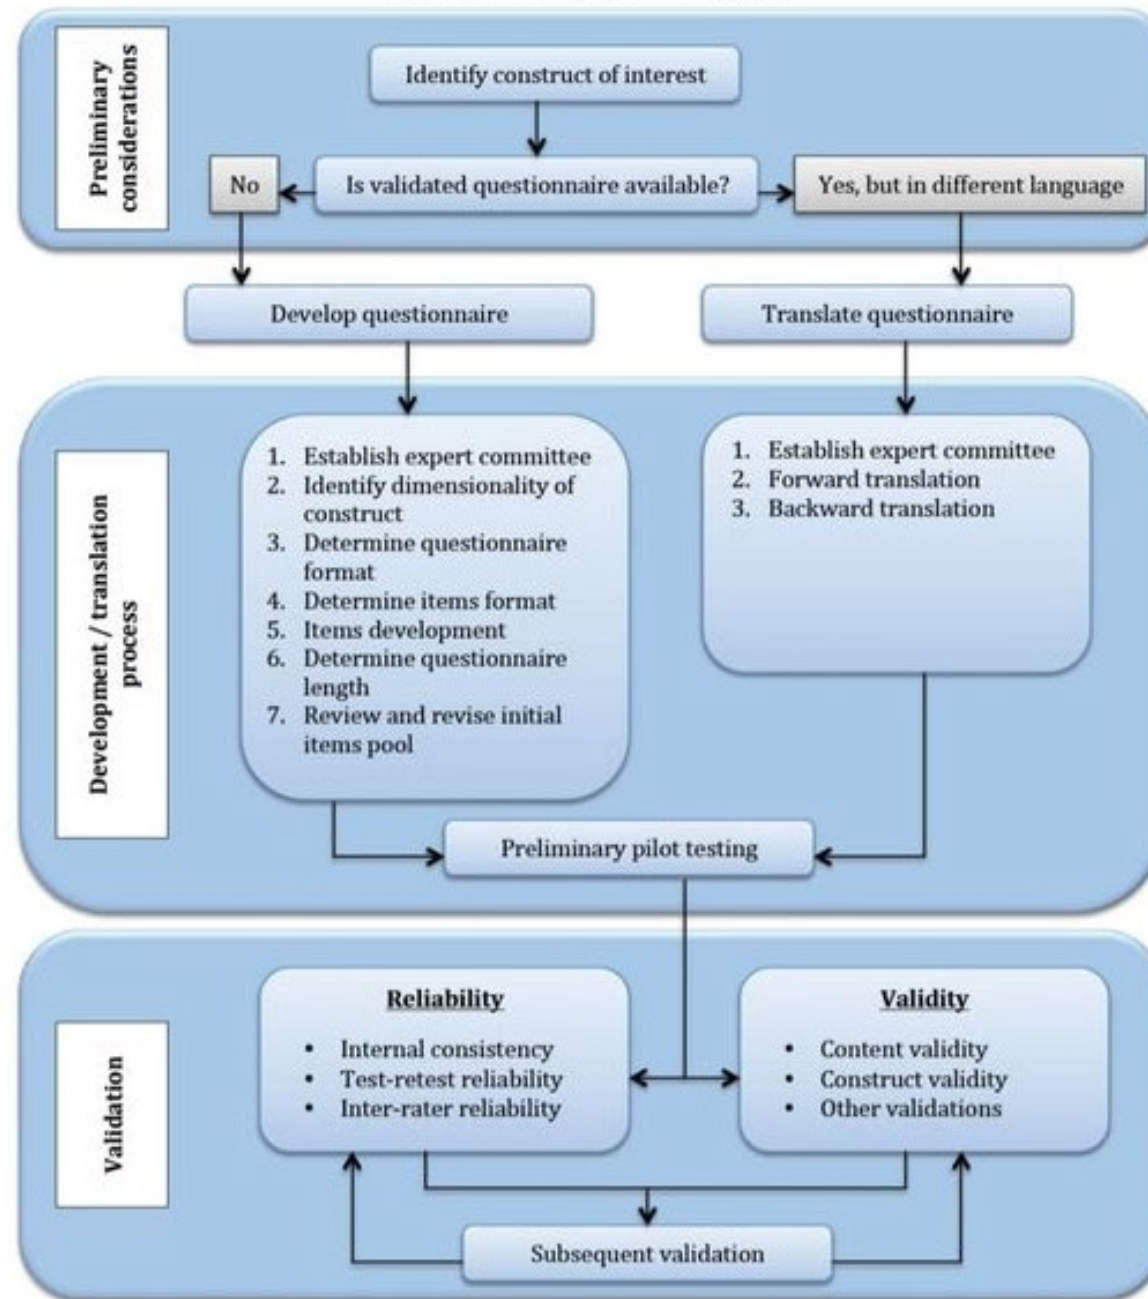 Preliminary
considerations
Identify construct of interest
No
Is validated questionnaire available?
Yes, but in different language
Develop questionnaire
Translate questionnaire
Development / translation
process
1. Establish expert committee
2. Identify dimensionality of
construct
3. Determine questionnaire
format
4. Determine items format
5. Items development
6. Determine questionnaire
length
7. Review and revise initial
items pool
1. Establish expert committee
2. Forward translation
3. Backward translation
Preliminary pilot testing
Validation
Reliability
• Internal consistency
• Test-retest reliability
• Inter-rater reliability
Validity
• Content validity
• Construct validity
• Other validations
Subsequent validation